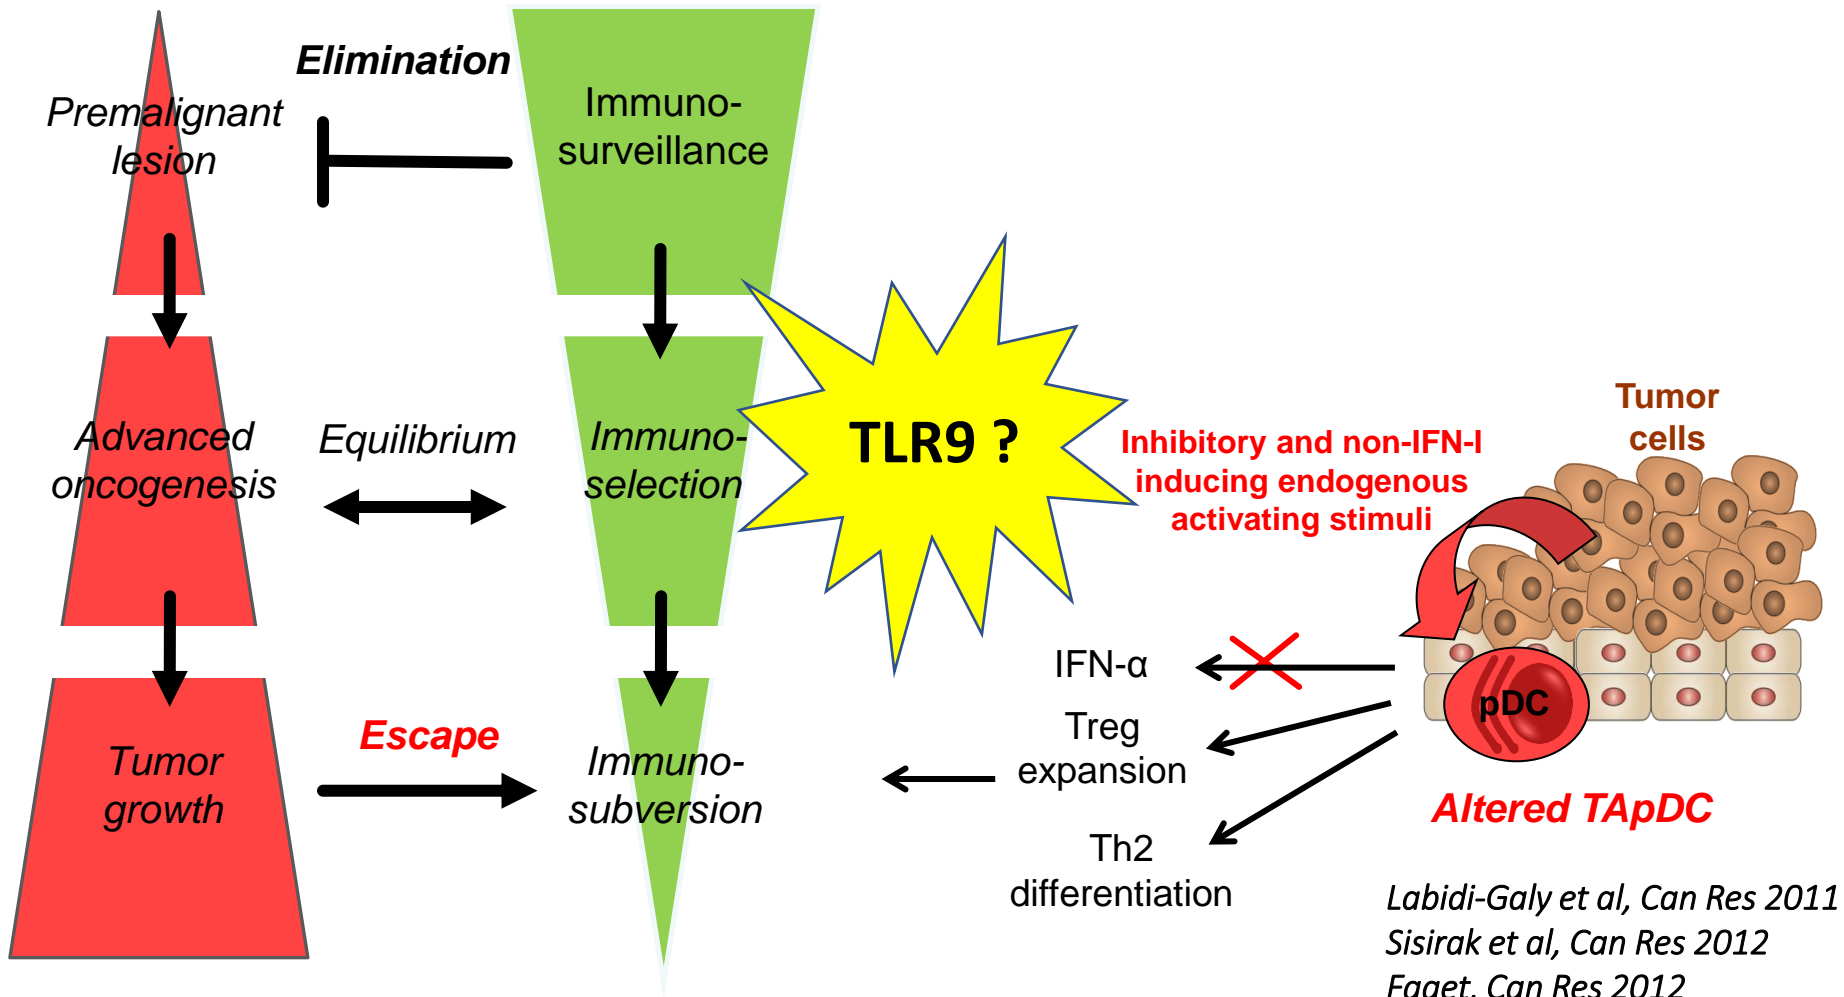 Elimination
Premalignant
lesion
Immuno-
surveillance
Advanced
oncogenesis
Equilibrium
Immuno-
selection
TLR9 ?
Inhibitory and non-IFN-I
inducing endogenous
activating stimuli
Tumor
cells
IFN-α
Treg
expansion
Th2
differentiation
pDC
Altered TApDC
Tumor
growth
Escape
Immuno-
subversion
Labidi-Galy et al, Can Res 2011
Sisirak et al, Can Res 2012
Faget, Can Res 2012